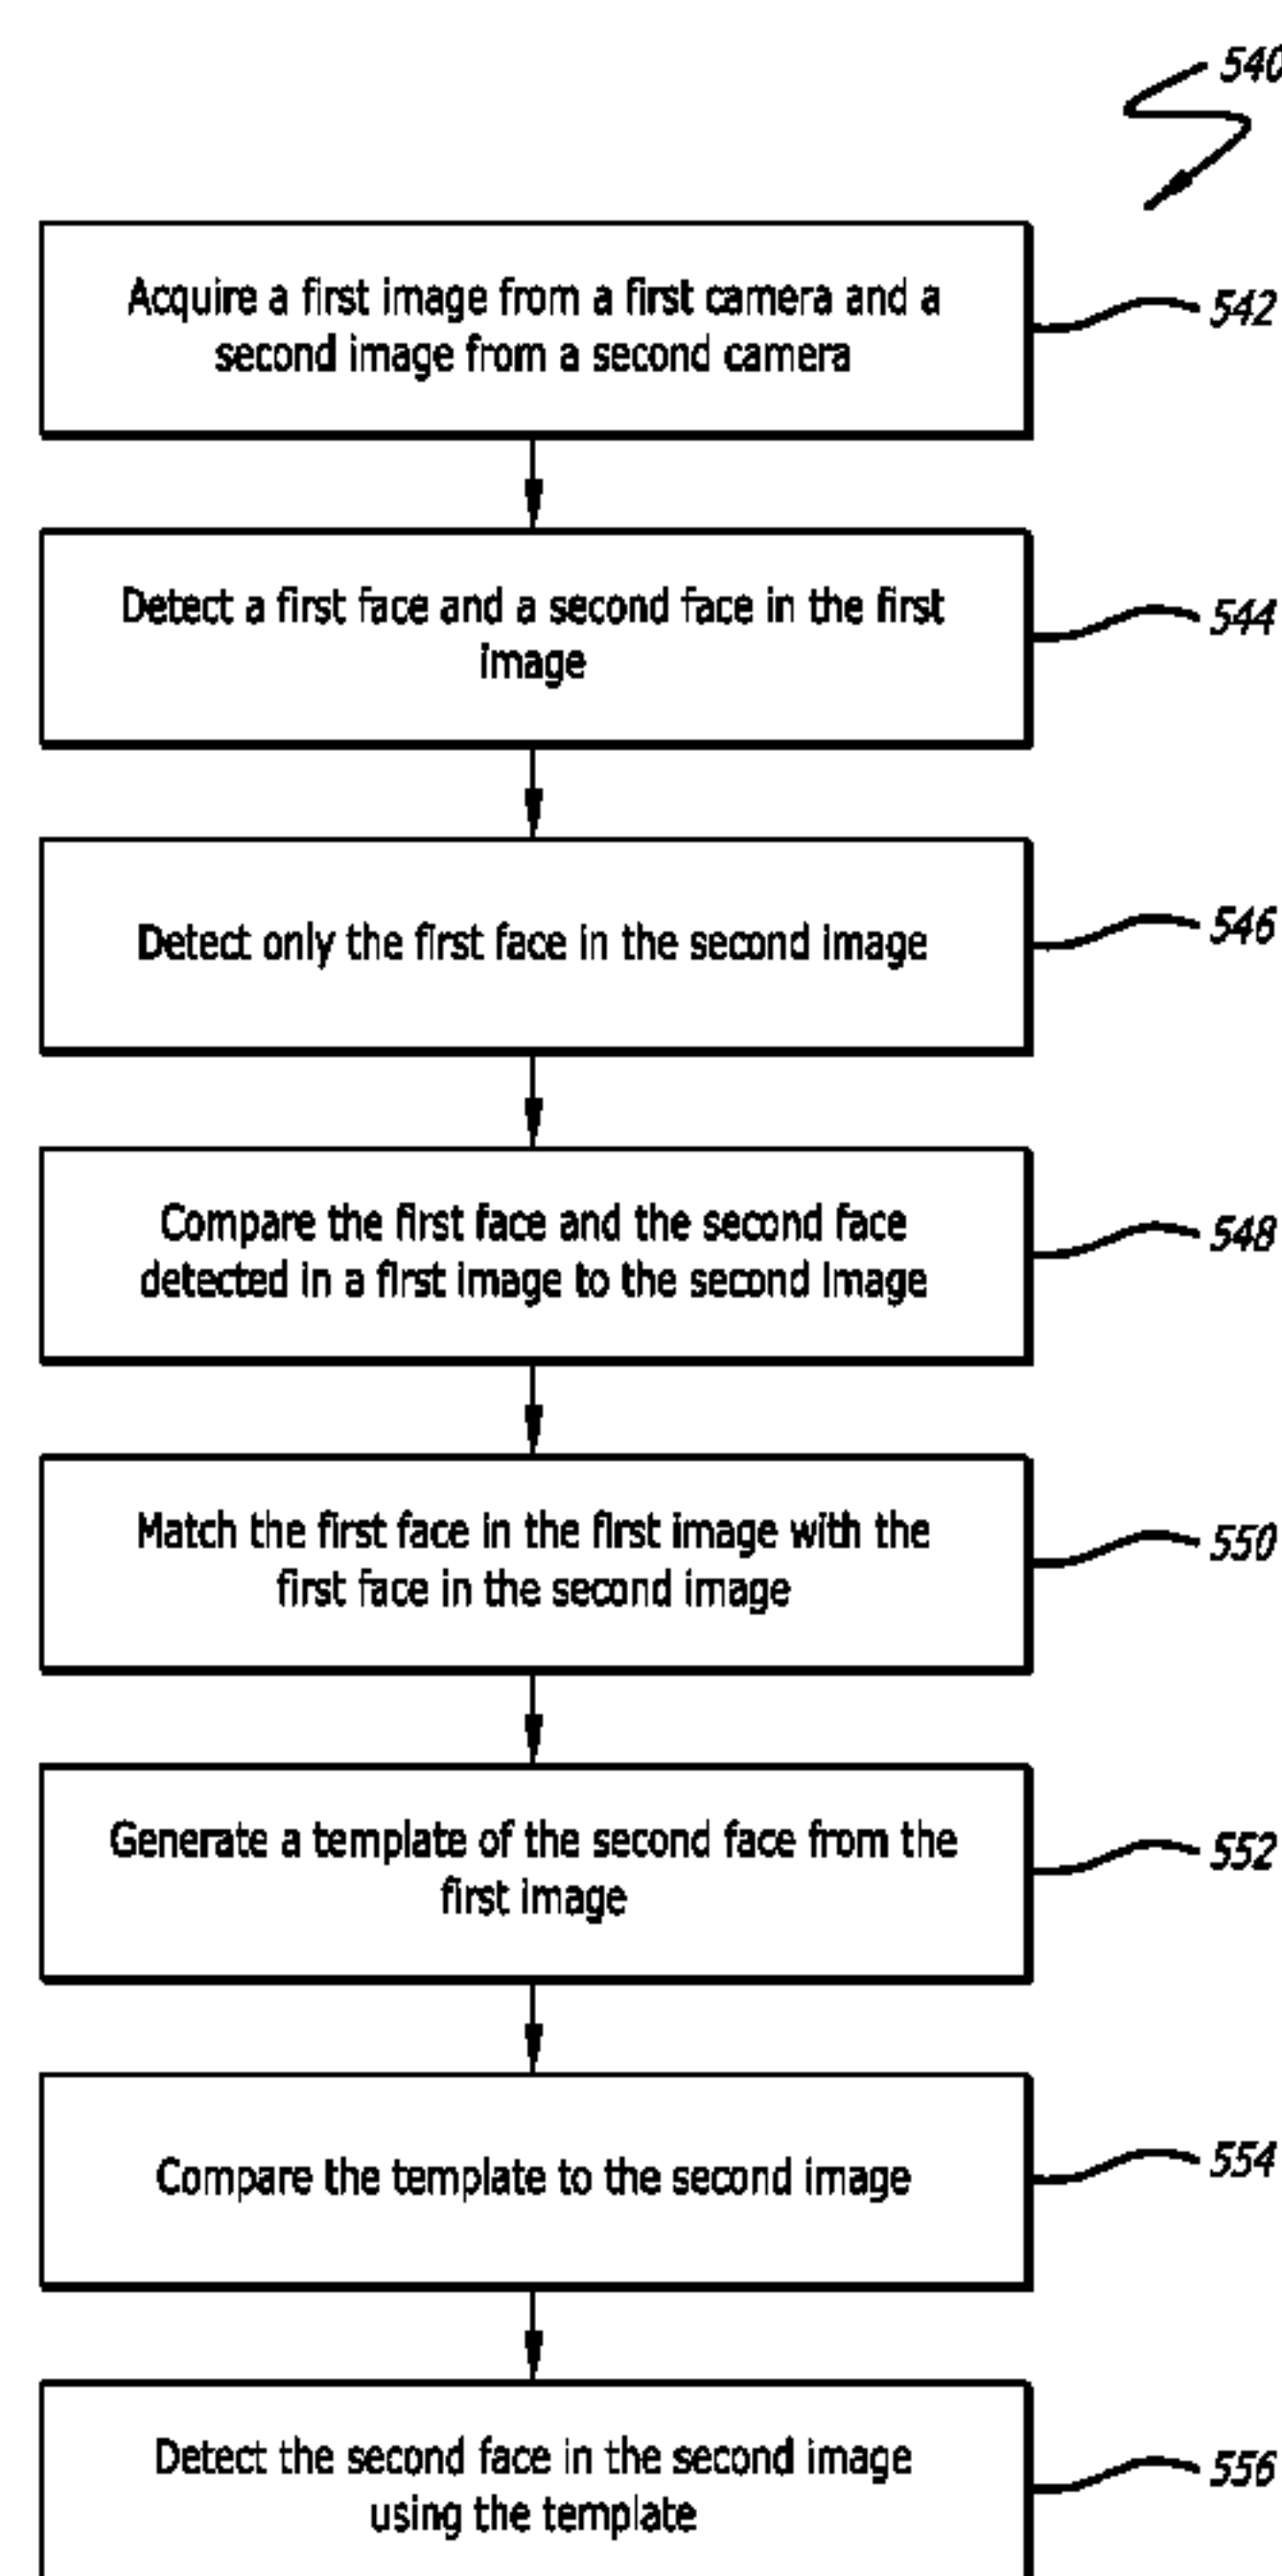 540
Acquire a first image from a first camera and a
second image from a second camera
542
Detect a first face and a second face in the first
image
544
Detect only the first face in the second image
546
Compare the first face and the second face
detected in a first image to the second image
548
Match the first face in the first image with the
first face in the second image
550
Generate a template of the second face from the
first image
552
Compare the template to the second image
554
Detect the second face in the second image
using the template
556